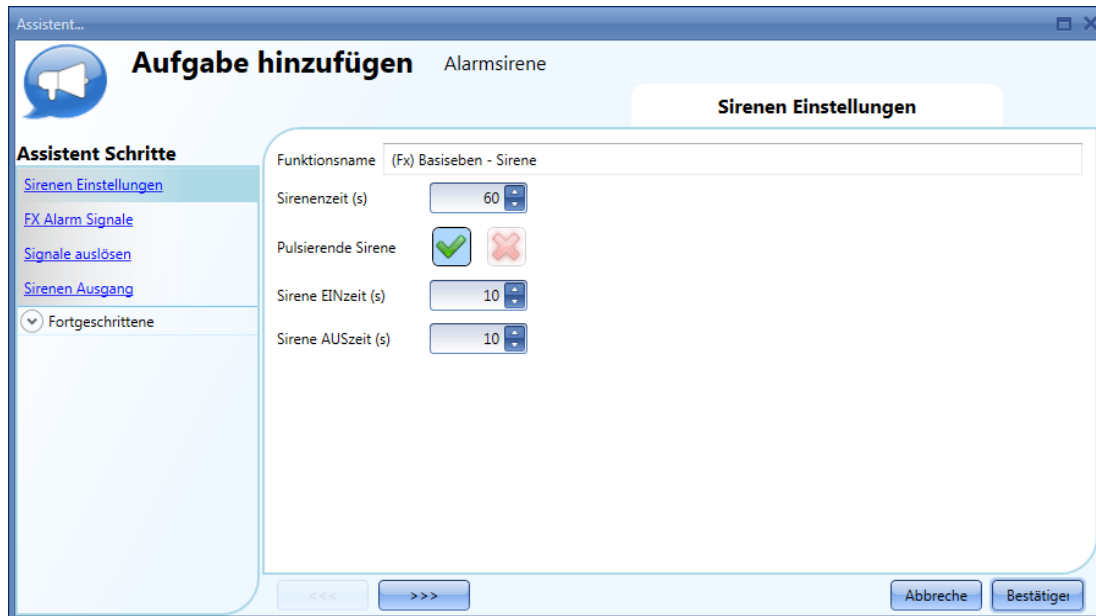 Assistent...
Aufgabe hinzufügen Alarmsirene
Sirenen Einstellungen
Assistent Schritte
Sirenen Einstellungen
FX Alarm Signale
Signale auslösen
Sirenen Ausgang
Fortgeschrittene
Funktionsname (Fx) Basiseben - Sirene
Sirenenzeit (s) 60
Pulsierende Sirene
Sirene EINzeit (s) 10
Sirene AUSzeit (s) 10
<<< >>> Abbreche Bestätiger